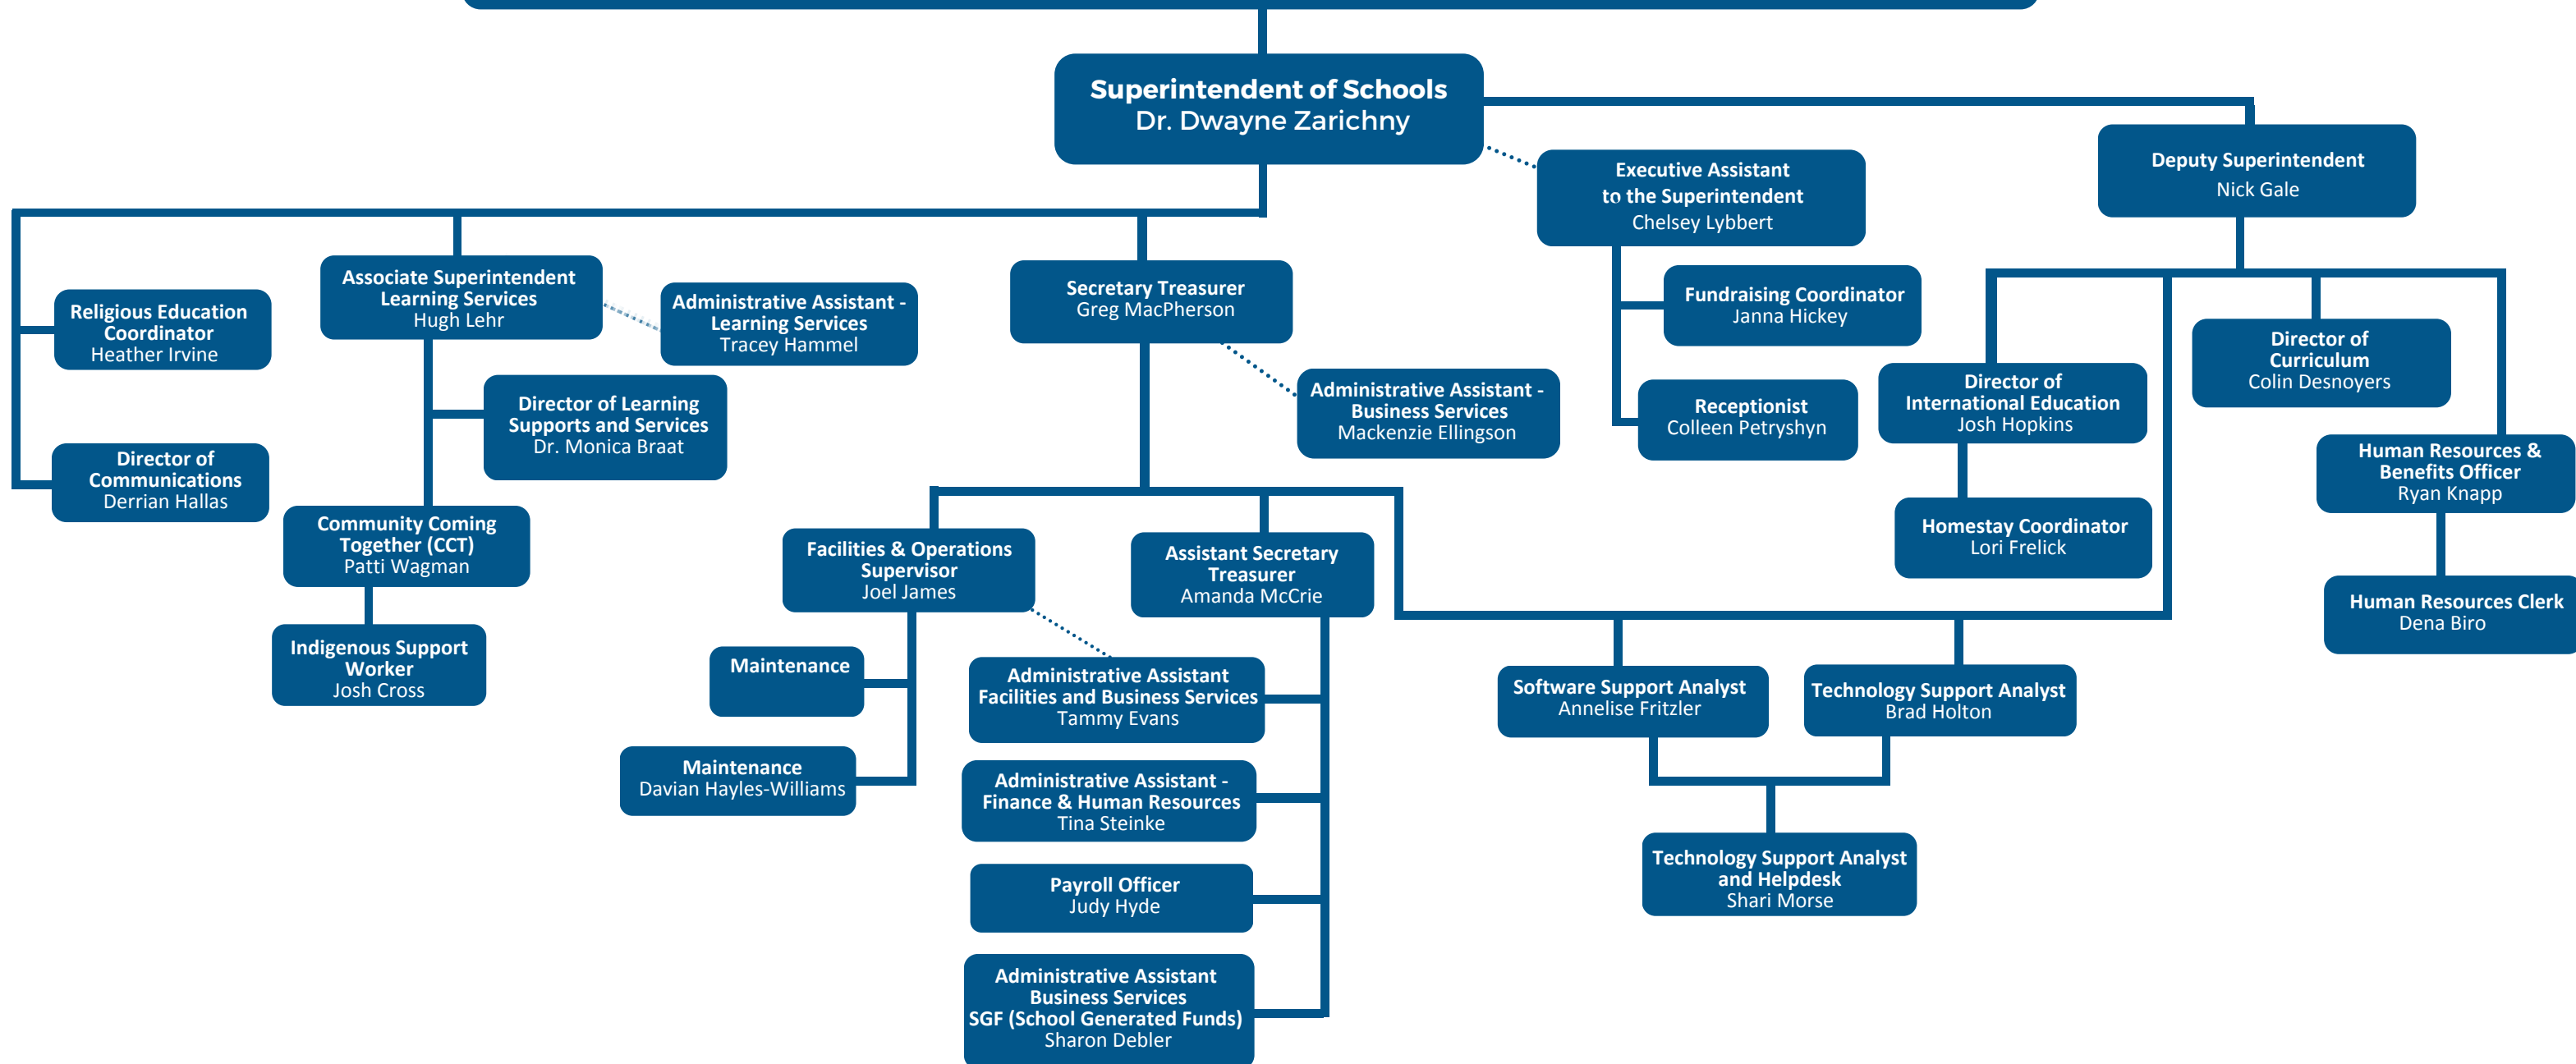 Superintendent of Schools
Dr. Dwayne Zarichny
Executive Assistant
to the Superintendent
Chelsey Lybbert
Deputy Superintendent
Nick Gale
Religious Education
Coordinator
Heather Irvine
Associate Superintendent
Learning Services
Hugh Lehr
Administrative Assistant -
Learning Services
Tracey Hammel
Secretary Treasurer
Greg MacPherson
Fundraising Coordinator
Janna Hickey
Director of
Curriculum
Colin Desnoyers
Director of Learning
Supports and Services
Dr. Monica Braat
Administrative Assistant -
Business Services
Mackenzie Ellingson
Receptionist
Colleen Petryshyn
Director of
International Education
Josh Hopkins
Director of
Communications
Derrian Hallas
Human Resources &
Benefits Officer
Ryan Knapp
Community Coming
Together (CCT)
Patti Wagman
Facilities & Operations
Supervisor
Joel James
Assistant Secretary
Treasurer
Amanda McCrie
Homestay Coordinator
Lori Frelick
Human Resources Clerk
Dena Biro
Indigenous Support
Worker
Josh Cross
Maintenance
Administrative Assistant
Facilities and Business Services
Tammy Evans
Software Support Analyst
Annelise Fritzler
Technology Support Analyst
Brad Holton
Maintenance
Davian Hayles-Williams
Administrative Assistant -
Finance & Human Resources
Tina Steinke
Payroll Officer
Judy Hyde
Technology Support Analyst
and Helpdesk
Shari Morse
Administrative Assistant
Business Services
SGF (School Generated Funds)
Sharon Debler